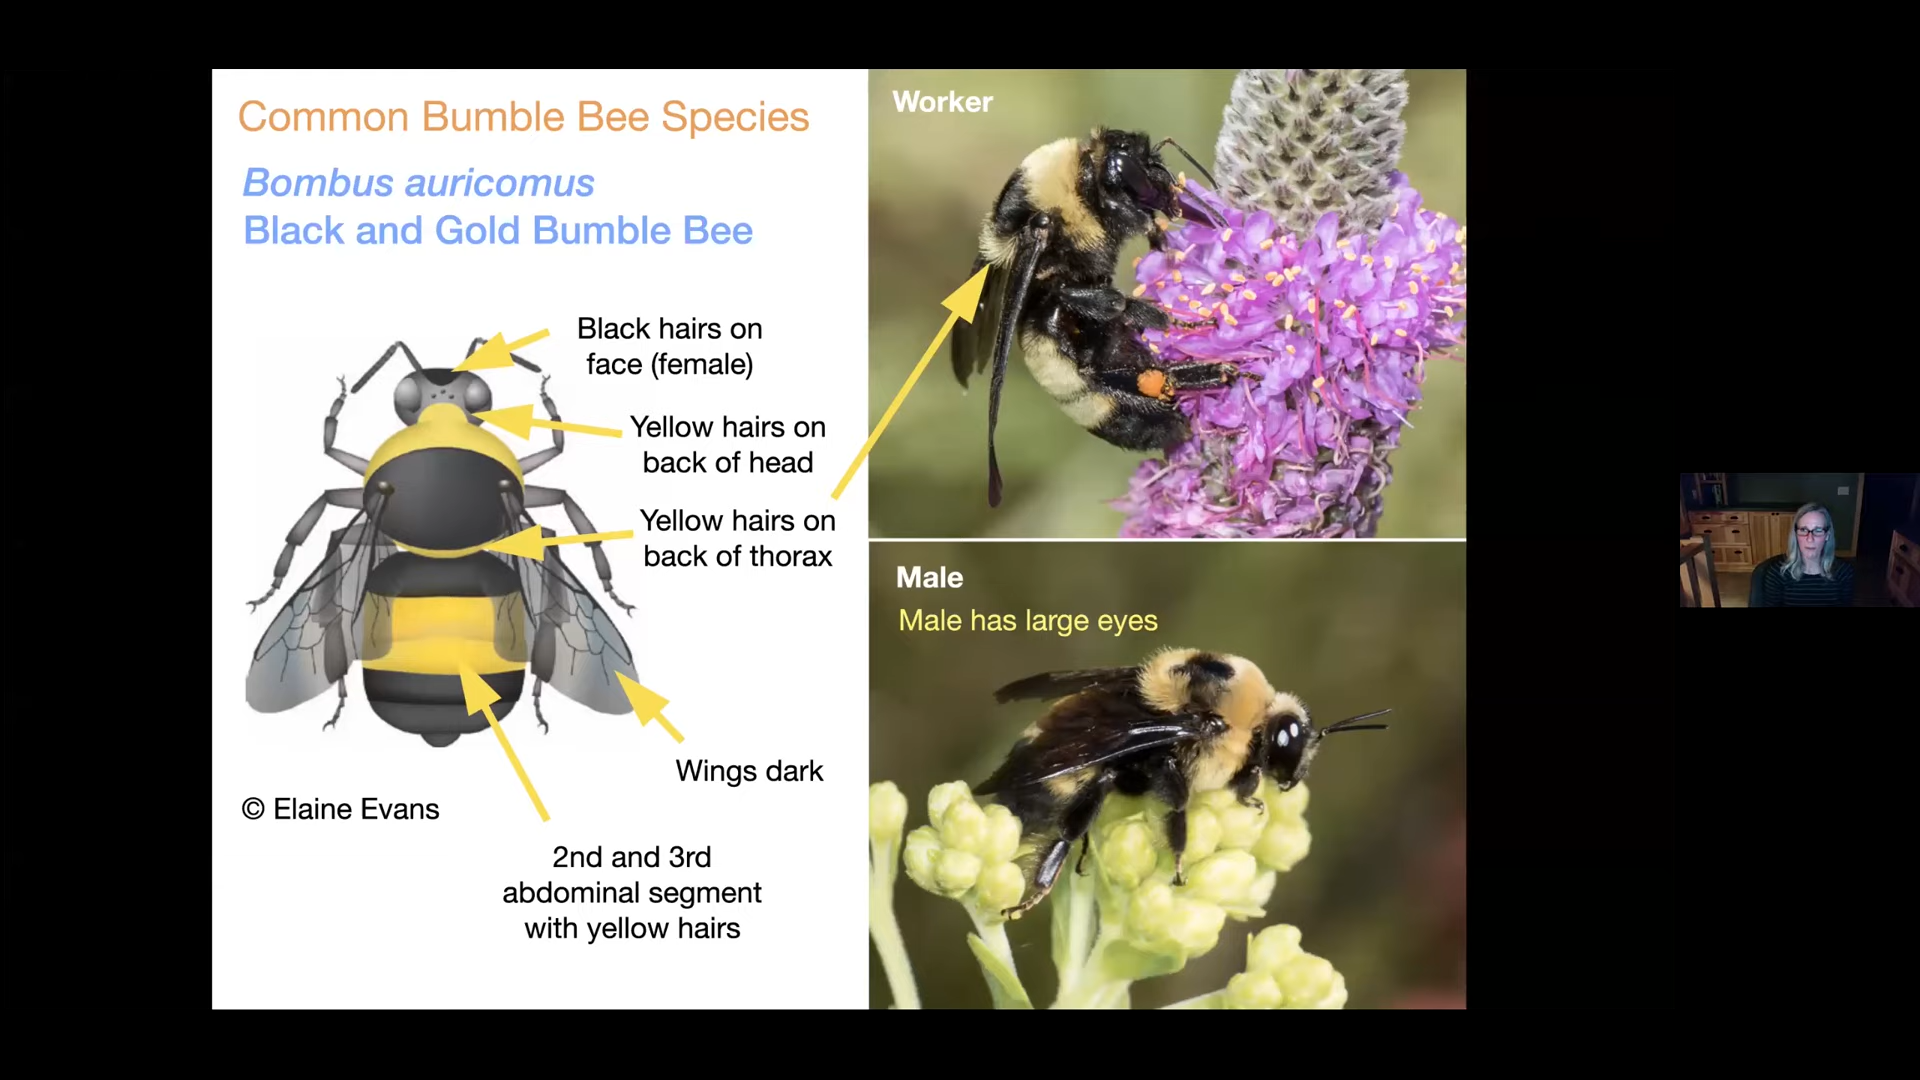 Common Bumble Bee Species
Bombus auricomus
Black and Gold Bumble Bee
Black hairs on
face (female)
Yellow hairs on
back of head
Yellow hairs on
back of thorax
Wings dark
© Elaine Evans
2nd and 3rd
abdominal segment
with yellow hairs
Worker
Male
Male has large eyes